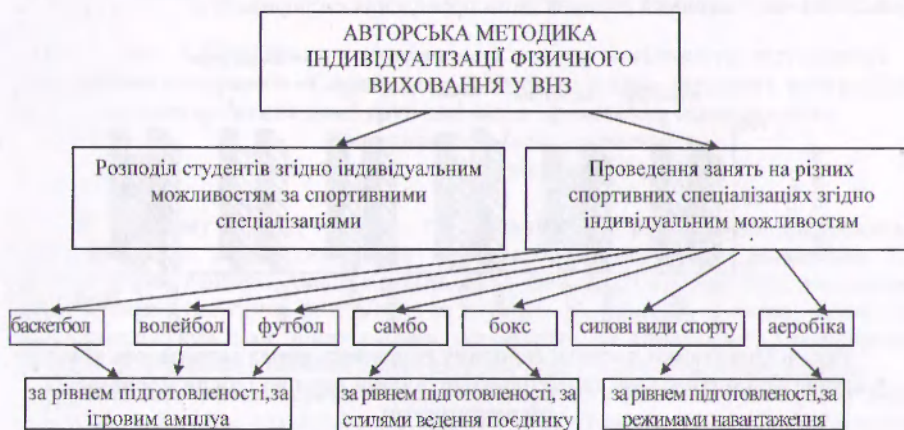 АВТОРСЬКА МЕТОДИКА
ІНДИВІДУАЛІЗАЦІЇ ФІЗИЧНОГО
ВИХОВАННЯ У ВНЗ
Розподіл студентів згідно індивідуальним
можливостям за спортивними
спеціалізаціями
Проведення занять на різних
спортивних спеціалізаціях згідно
індивідуальним можливостям
баскетбол
волейбол
футбол
самбо
бокс
силові види спорту
аеробіка
за рівнем підготовленості,за
ігровим амплуа
за рівнем підготовленості, за
стилями ведення поєдинку
за рівнем підготовленості,за
режимами навантаження